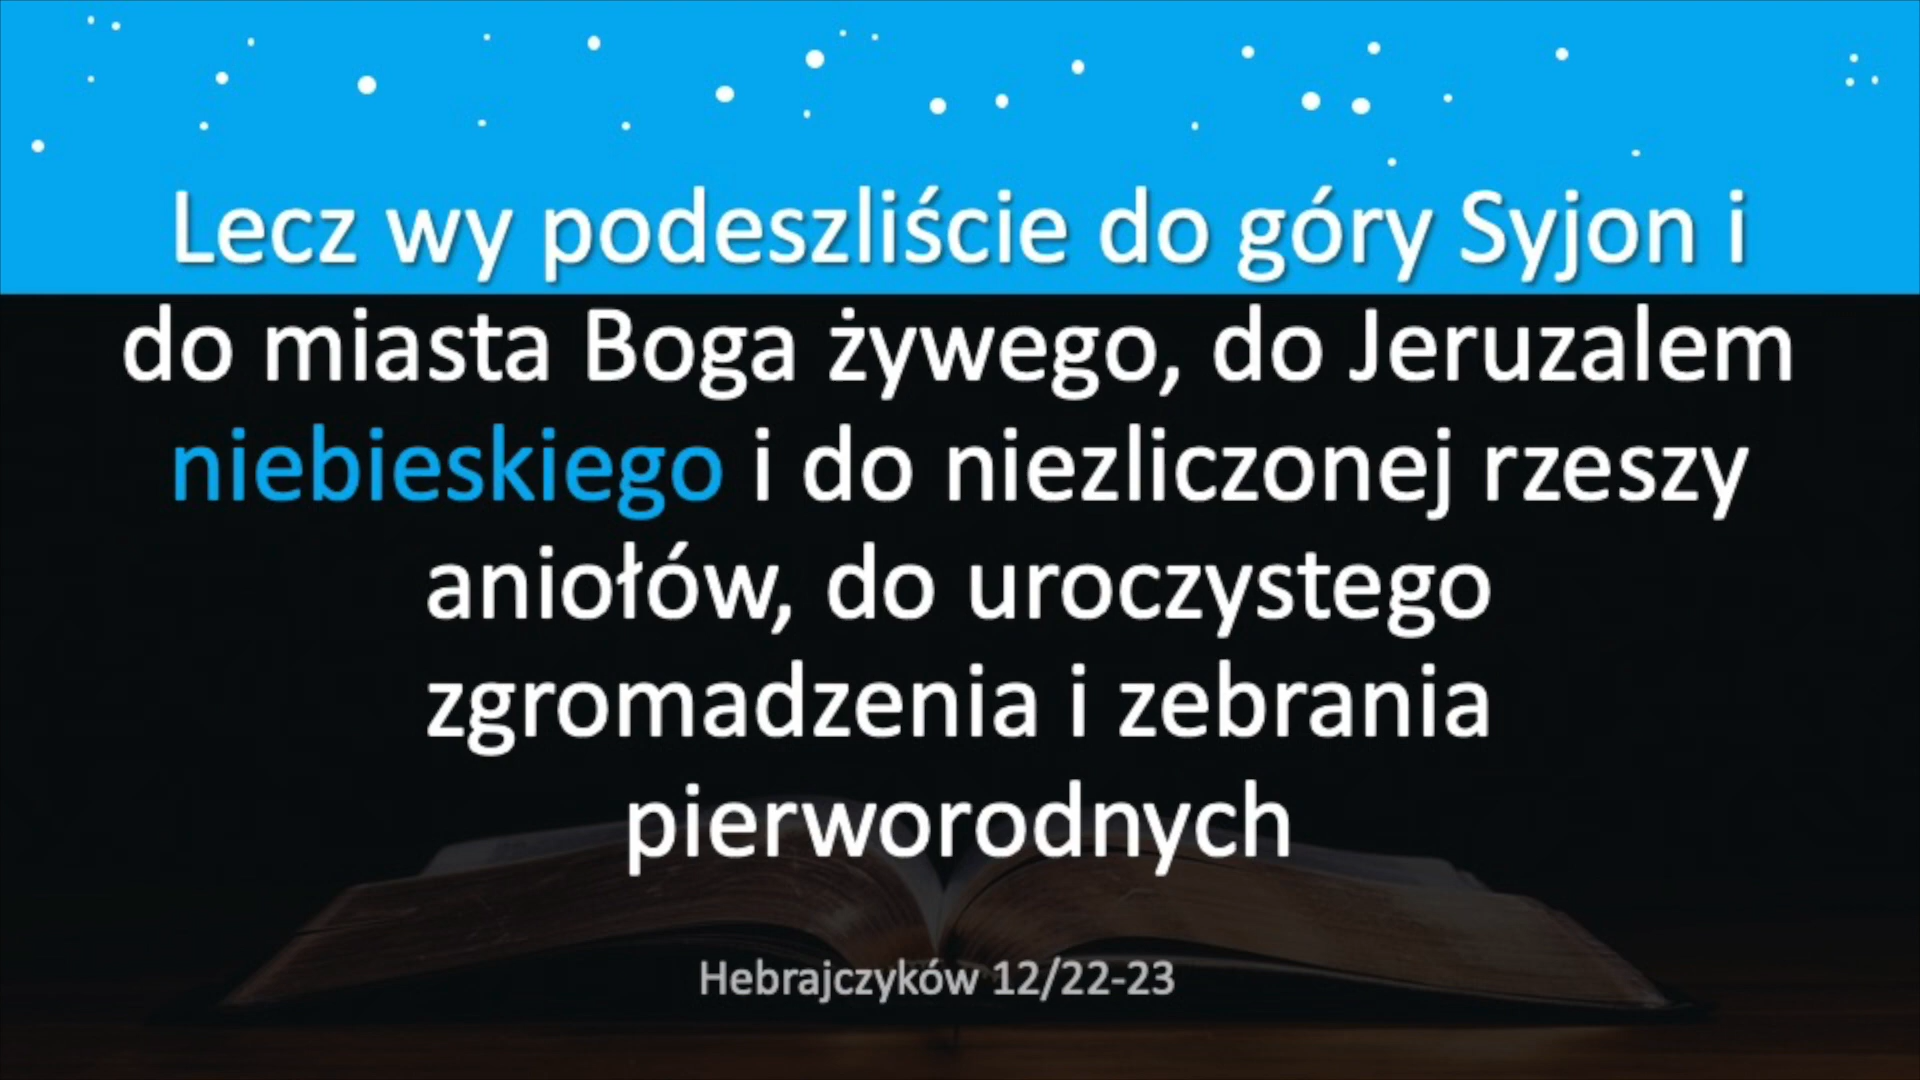 Lecz wy podeszliście do góry Syjon i
do miasta Boga żywego, do Jeruzalem
niebieskiego i do niezliczonej rzeszy
aniołów, do uroczystego
zgromadzenia i zebrania
pierworodnych
Hebrajczyków 12/22-23